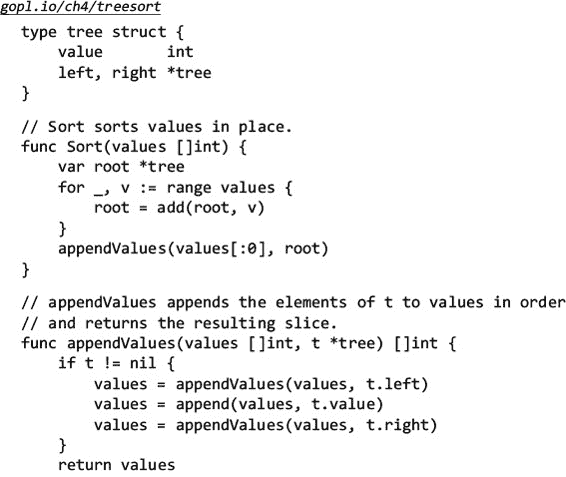 gopl.io/ch4/treesort
type tree struct {
    value       int
    left, right *tree
}
// Sort sorts values in place.
func Sort(values []int) {
    var root *tree
    for _, v := range values {
        root = add(root, v)
    }
    appendValues(values[:0], root)
}
// appendValues appends the elements of t to values in order
// and returns the resulting slice.
func appendValues(values []int, t *tree) []int {
    if t != nil {
        values = appendValues(values, t.left)
        values = append(values, t.value)
        values = appendValues(values, t.right)
    }
    return values